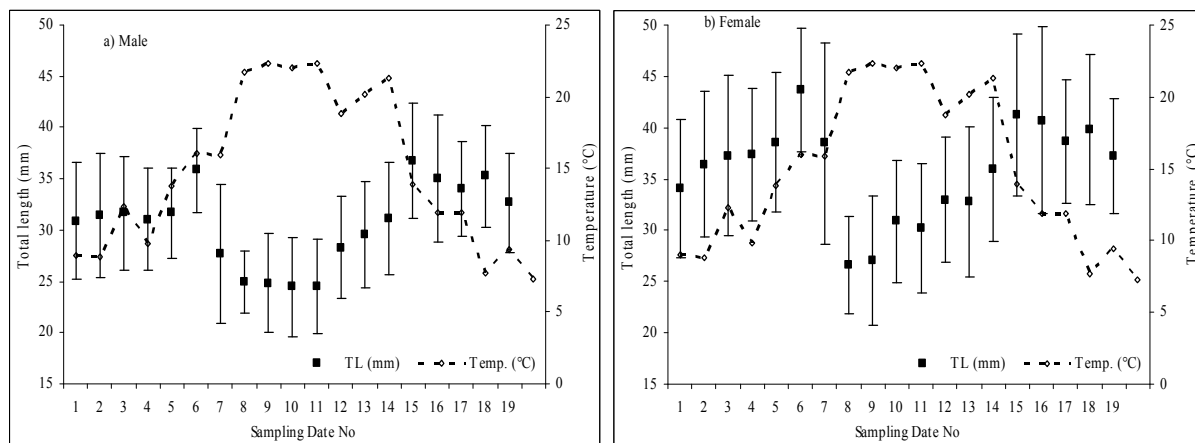 a) Male
Total length (mm)
50
45
40
35
30
25
20
15
25
20
15
10
5
0
Temperature (°C)
TL (mm) Temp. (°C)
1 2 3 4 5 6 7 8 9 10 11 12 13 14 15 16 17 18 19
Sampling Date No
b) Female
Total length (mm)
50
45
40
35
30
25
20
15
25
20
15
10
5
0
Temperature (°C)
TL (mm) Temp. (°C)
1 2 3 4 5 6 7 8 9 10 11 12 13 14 15 16 17 18 19
Sampling Date No